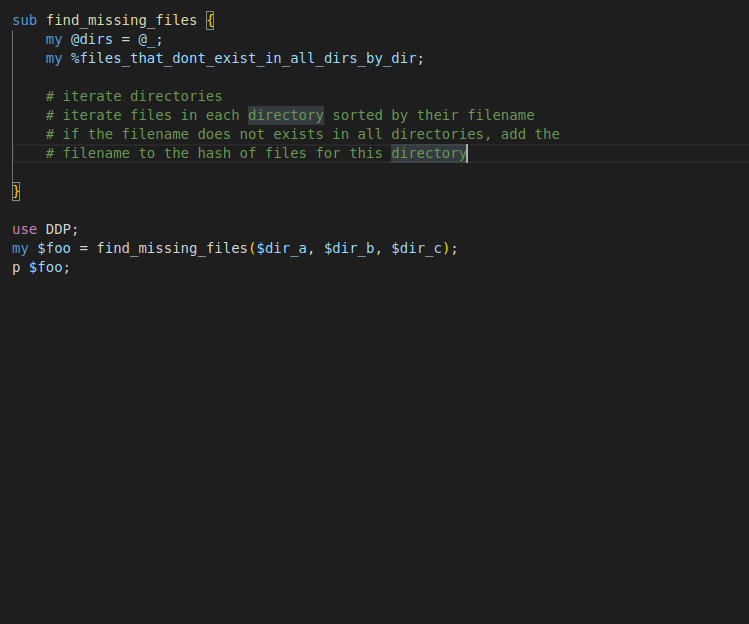 sub find_missing_files {
    my @dirs = @_;
    my %files_that_dont_exist_in_all_dirs_by_dir;

    # iterate directories
    # iterate files in each directory sorted by their filename
    # if the filename does not exists in all directories, add the
    # filename to the hash of files for this directory

}

use DDP;
my $foo = find_missing_files($dir_a, $dir_b, $dir_c);
p $foo;